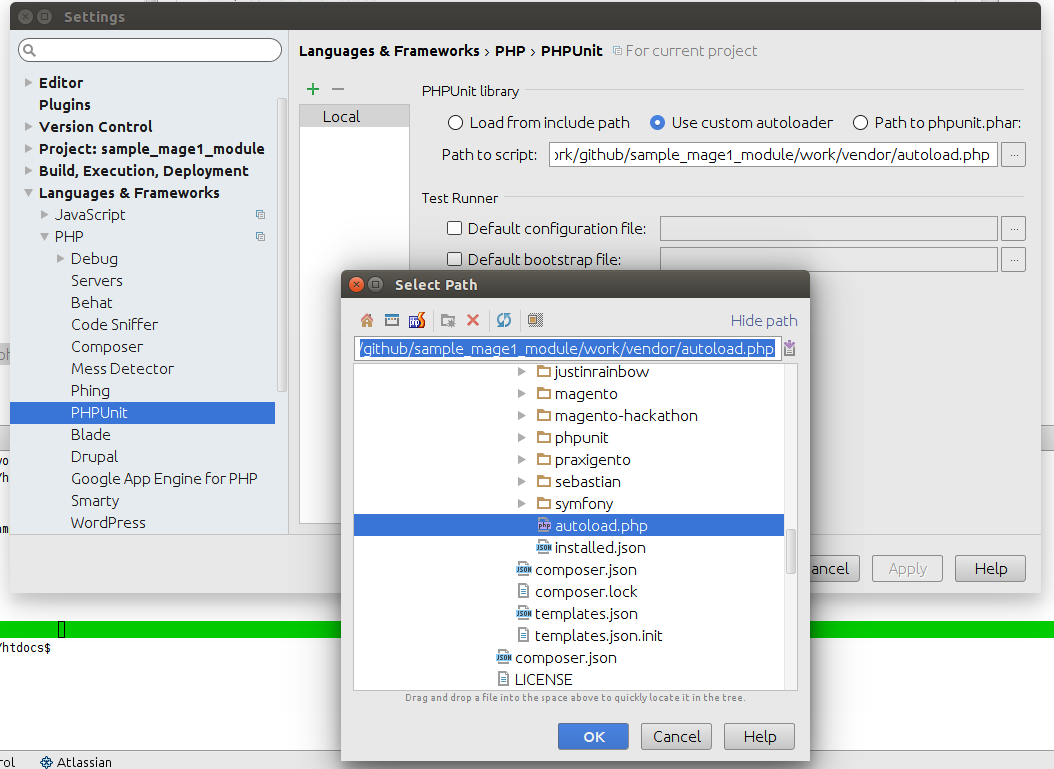 Settings
Languages & Frameworks › PHP › PHPUnit For current project
Editor
Plugins
Version Control
Project: sample_mage1_module
Build, Execution, Deployment
Languages & Frameworks
JavaScript
PHP
Debug
Servers
Behat
Code Sniffer
Composer
Mess Detector
Phing
PHPUnit
Blade
Drupal
Google App Engine for PHP
Smarty
WordPress
Local
PHPUnit library
Load from include path Use custom autoloader Path to phpunit.phar:
Path to script: ork/github/sample_mage1_module/work/vendor/autoload.php ...
Test Runner
Default configuration file: ...
Default bootstrap file: ...
Select Path
Hide path
/github/sample_mage1_module/work/vendor/autoload.php
justinrainbow
magento
magento-hackathon
phpunit
praxigento
sebastian
symfony
autoload.php
installed.json
composer.json
composer.lock
templates.json
templates.json.init
composer.json
LICENSE
Drag and drop a file into the space above to quickly locate it in the tree.
OK Cancel Help
ancel Apply Help
/htdocs$
rol Atlassian